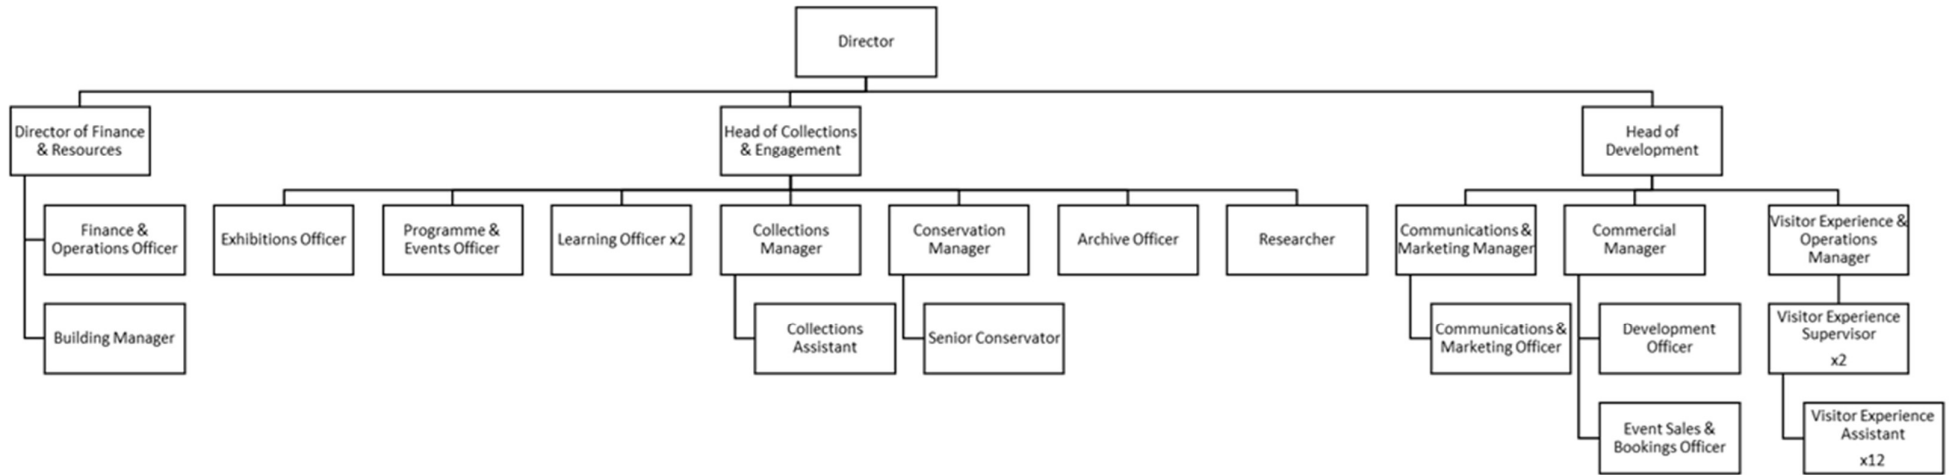 Director
Director of Finance
& Resources
Head of Collections
& Engagement
Head of
Development
Finance &
Operations Officer
Exhibitions Officer
Programme &
Events Officer
Learning Officer x2
Collections
Manager
Conservation
Manager
Archive Officer
Researcher
Communications &
Marketing Manager
Commercial
Manager
Visitor Experience &
Operations
Manager
Building Manager
Collections
Assistant
Senior Conservator
Communications &
Marketing Officer
Development
Officer
Visitor Experience
Supervisor
x2
Event Sales &
Bookings Officer
Visitor Experience
Assistant
x12